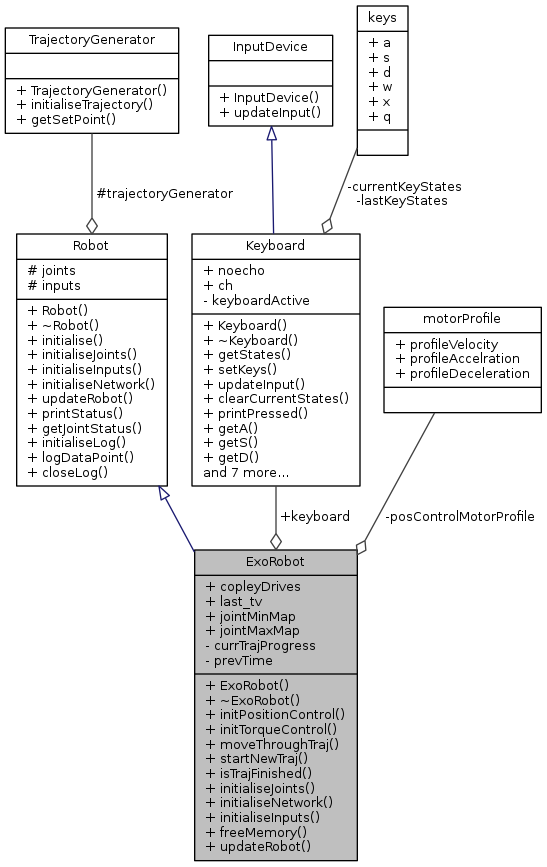 keys
+ a
+ s
+ d
+ w
+ x
+ q
TrajectoryGenerator
+ TrajectoryGenerator()
+ initialiseTrajectory()
+ getSetPoint()
InputDevice
+ InputDevice()
+ updateInput()
#trajectoryGenerator
-currentKeyStates
-lastKeyStates
Robot
# joints
# inputs
+ Robot()
+ ~Robot()
+ initialise()
+ initialiseJoints()
+ initialiseInputs()
+ initialiseNetwork()
+ updateRobot()
+ printStatus()
+ getJointStatus()
+ initialiseLog()
+ logDataPoint()
+ closeLog()
Keyboard
+ noecho
+ ch
- keyboardActive
+ Keyboard()
+ ~Keyboard()
+ getStates()
+ setKeys()
+ updateInput()
+ clearCurrentStates()
+ printPressed()
+ getA()
+ getS()
+ getD()
and 7 more...
motorProfile
+ profileVelocity
+ profileAccelration
+ profileDeceleration
+keyboard
-posControlMotorProfile
ExoRobot
+ copleyDrives
+ last_tv
+ jointMinMap
+ jointMaxMap
- currTrajProgress
- prevTime
+ ExoRobot()
+ ~ExoRobot()
+ initPositionControl()
+ initTorqueControl()
+ moveThroughTraj()
+ startNewTraj()
+ isTrajFinished()
+ initialiseJoints()
+ initialiseNetwork()
+ initialiseInputs()
+ freeMemory()
+ updateRobot()